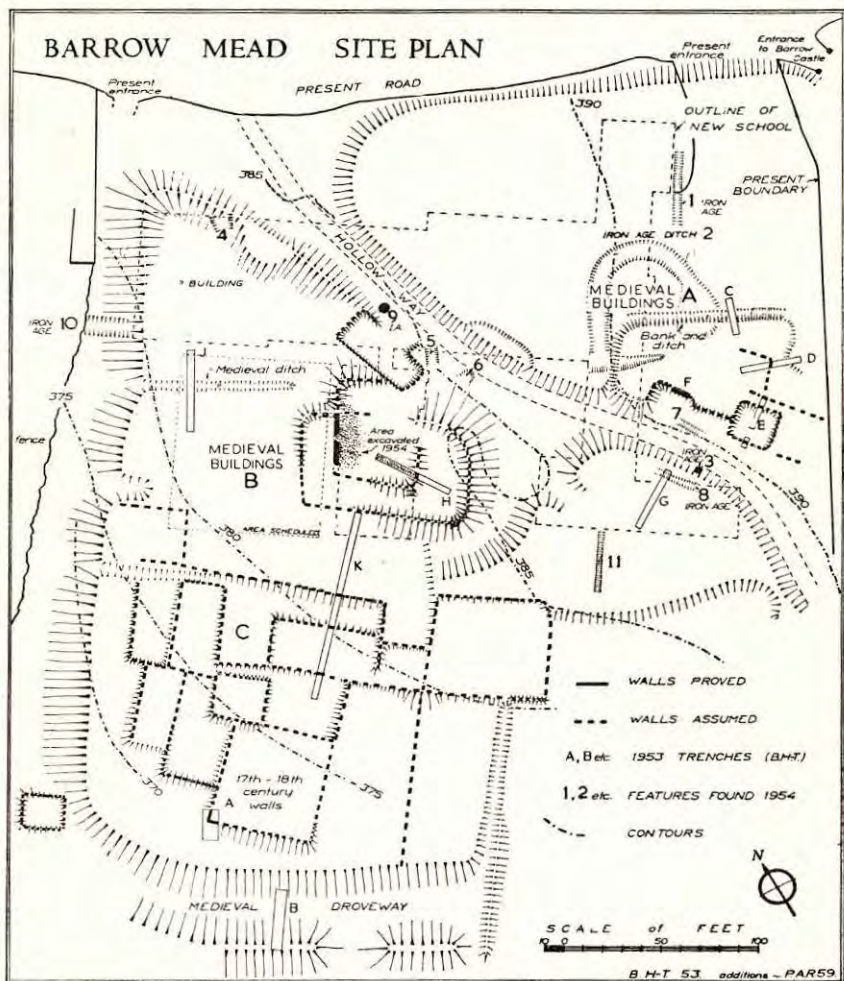 BARROW MEAD SITE PLAN
Present entrance
PRESENT ROAD
Present entrance
Entrance to Barrow Castle
390
OUTLINE OF NEW SCHOOL
385
PRESENT BOUNDARY
1
IRON AGE
4
HOLLOW WAY
IRON AGE DITCH 2
? BUILDING
MEDIEVAL BUILDINGS A
C
9
I.A.
IRON AGE
10
5
6
Bank and ditch
D
J
Medieval ditch
F
7
E
375
fence
Area excavated 1954
MEDIEVAL BUILDINGS B
IRON AGE
3
8
IRON AGE
H
G
390
AREA SCHEDULED
380
K
385
11
C
WALLS PROVED
WALLS ASSUMED
A, B etc. 1953 TRENCHES (B.H-T.)
1, 2 etc. FEATURES FOUND 1954
CONTOURS
370
17th - 18th century walls
375
A
N
MEDIEVAL B DROVEWAY
SCALE of FEET
10 0 50 100
B.H-T 53. additions ~ P.A.R 59.